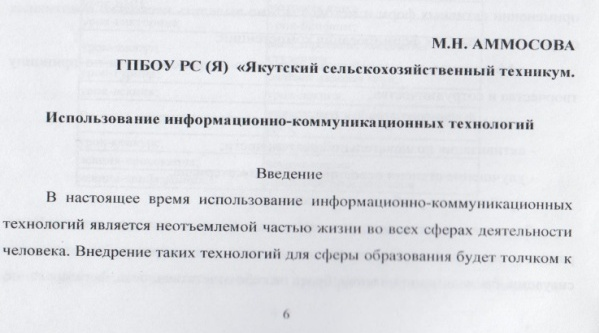 М.Н. АММОСОВА
ГПБОУ РС (Я) «Якутский сельскохозяйственный техникум.
Использование информационно-коммуникационных технологий
Введение
В настоящее время использование информационно-коммуникационных
технологий является неотъемлемой частью жизни во всех сферах деятельности
человека. Внедрение таких технологий для сферы образования будет толчком к
6